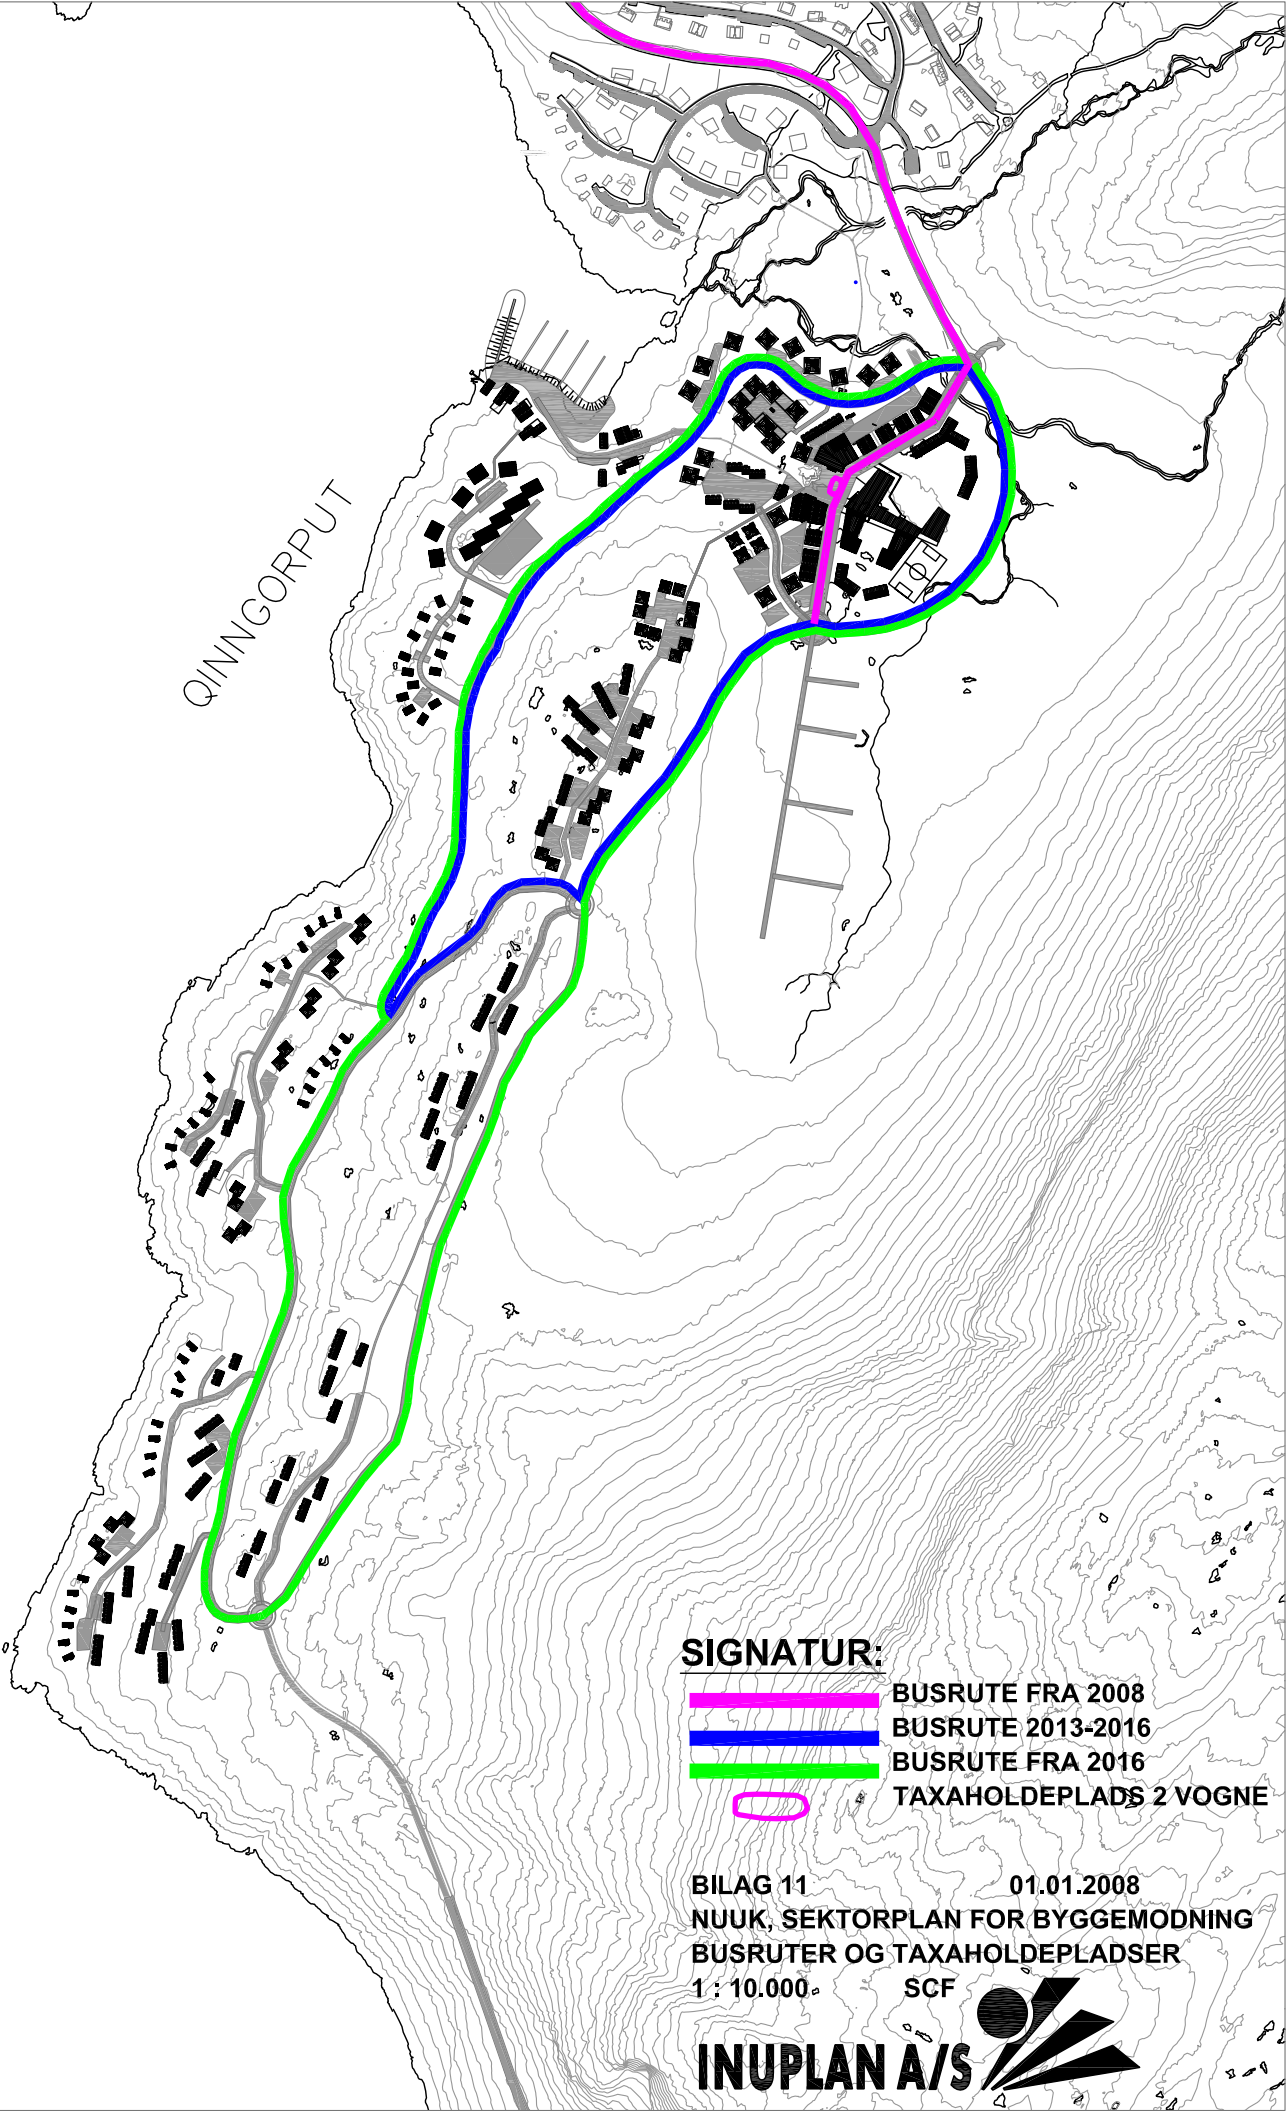 QINNGORPUT
SIGNATUR:
BUSRUTE FRA 2008
BUSRUTE 2013-2016
BUSRUTE FRA 2016
TAXAHOLDEPLADS 2 VOGNE
BILAG 11 01.01.2008
NUUK, SEKTORPLAN FOR BYGGEMODNING
BUSRUTER OG TAXAHOLDEPLADSER
1 : 10.000 SCF
INUPLAN A/S